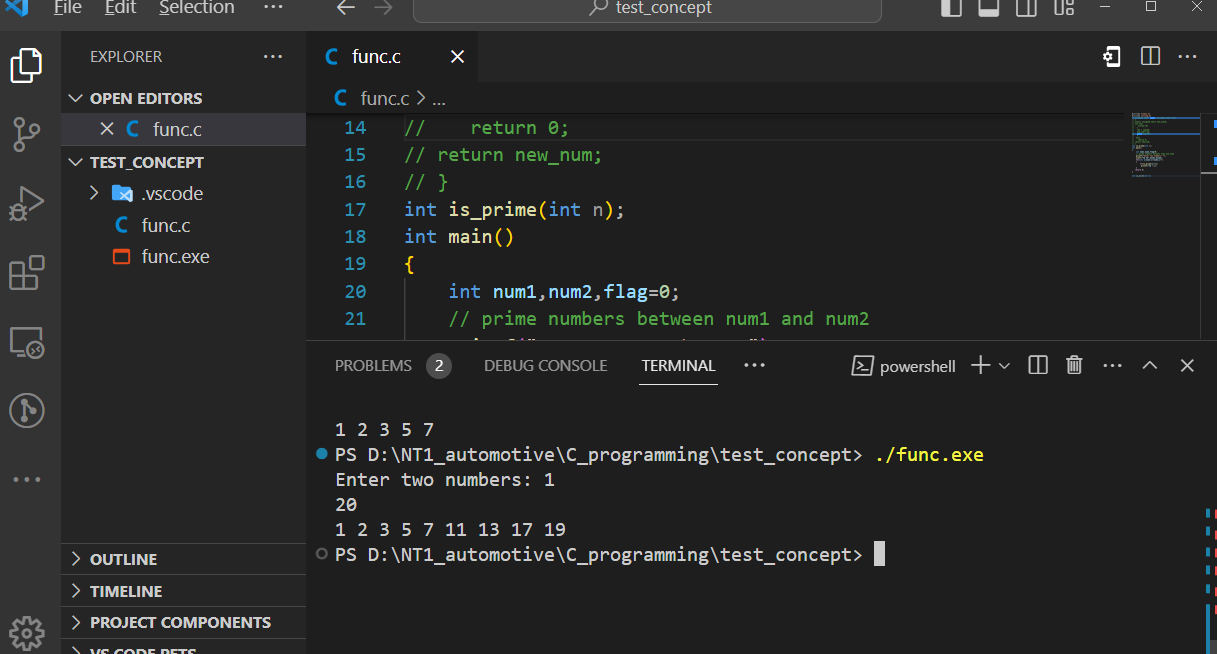 File Edit Selection ... test_concept
EXPLORER ...
OPEN EDITORS
C func.c
TEST_CONCEPT
.vscode
C func.c
func.exe
OUTLINE
TIMELINE
PROJECT COMPONENTS
VS CODE PETS
C func.c
C func.c > ...
14 // return 0;
15 // return new_num;
16 // }
17 int is_prime(int n);
18 int main()
19 {
20 int num1,num2,flag=0;
21 // prime numbers between num1 and num2
PROBLEMS 2 DEBUG CONSOLE TERMINAL ... powershell ...
1 2 3 5 7
PS D:\NT1_automotive\C_programming\test_concept> ./func.exe
Enter two numbers: 1
20
1 2 3 5 7 11 13 17 19
PS D:\NT1_automotive\C_programming\test_concept>